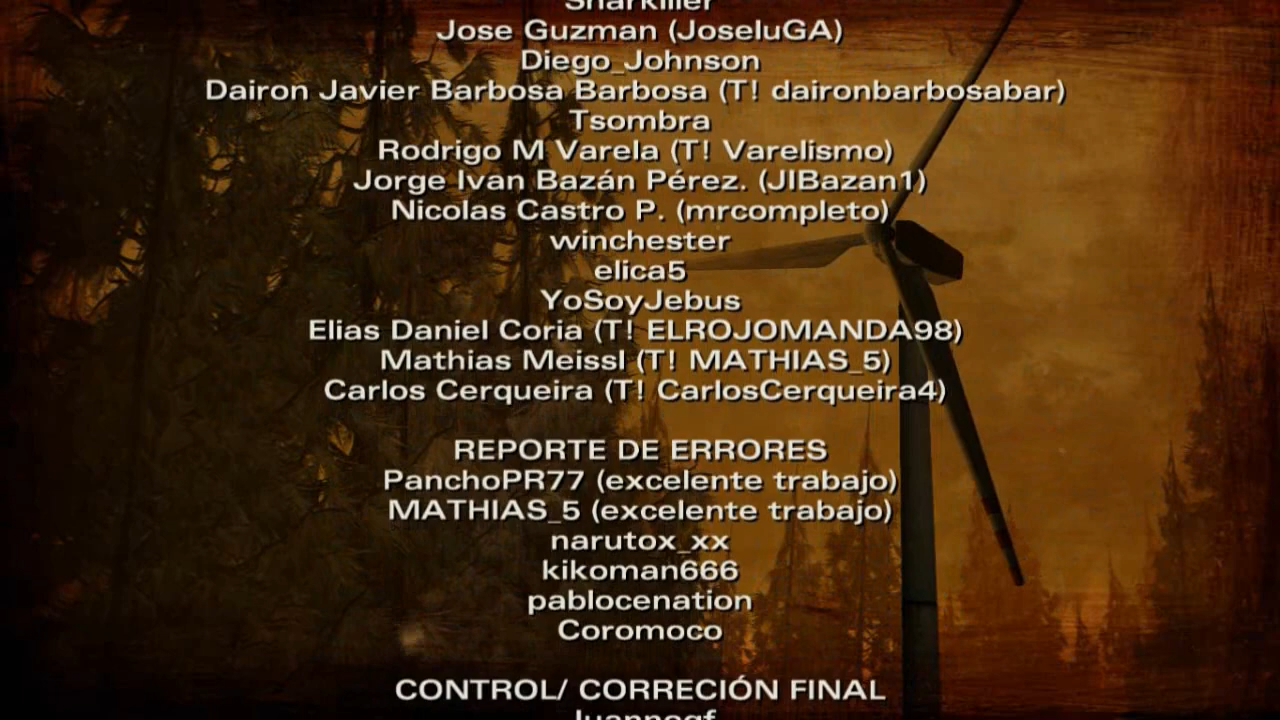 Sharkiller
Jose Guzman (JoseluGA)
Diego_Johnson
Dairon Javier Barbosa Barbosa (T! daironbarbosabar)
Tsombra
Rodrigo M Varela (T! Varelismo)
Jorge Ivan Bazán Pérez. (JIBazan1)
Nicolas Castro P. (mrcompleto)
winchester
elica5
YoSoyJebus
Elias Daniel Coria (T! ELROJOMANDA98)
Mathias Meissl (T! MATHIAS_5)
Carlos Cerqueira (T! CarlosCerqueira4)
REPORTE DE ERRORES
PanchoPR77 (excelente trabajo)
MATHIAS_5 (excelente trabajo)
narutox_xx
kikoman666
pablocenation
Coromoco
CONTROL/ CORRECIÓN FINAL